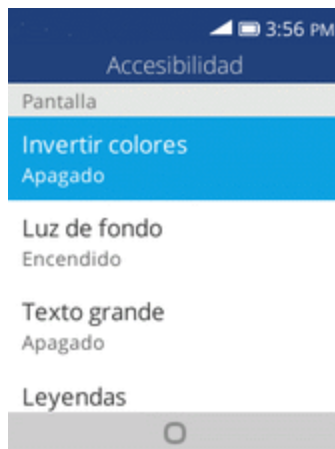 3:56 PM
Accesibilidad
Pantalla
Invertir colores
Apagado
Luz de fondo
Encendido
Texto grande
Apagado
Leyendas